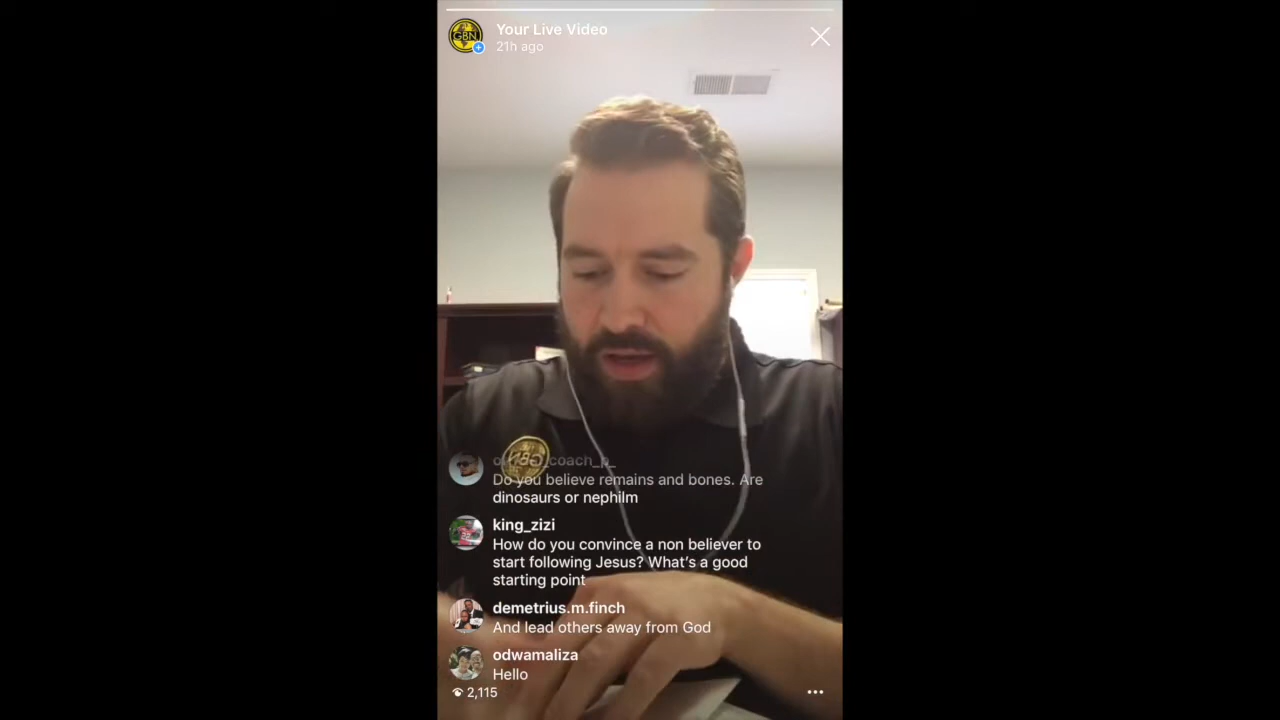 GBN
Your Live Video
21h ago
coach_p_
Do you believe remains and bones. Are
dinosaurs or nephilm
king_zizi
How do you convince a non believer to
start following Jesus? What's a good
starting point
demetrius.m.finch
And lead others away from God
odwamaliza
Hello
2,115